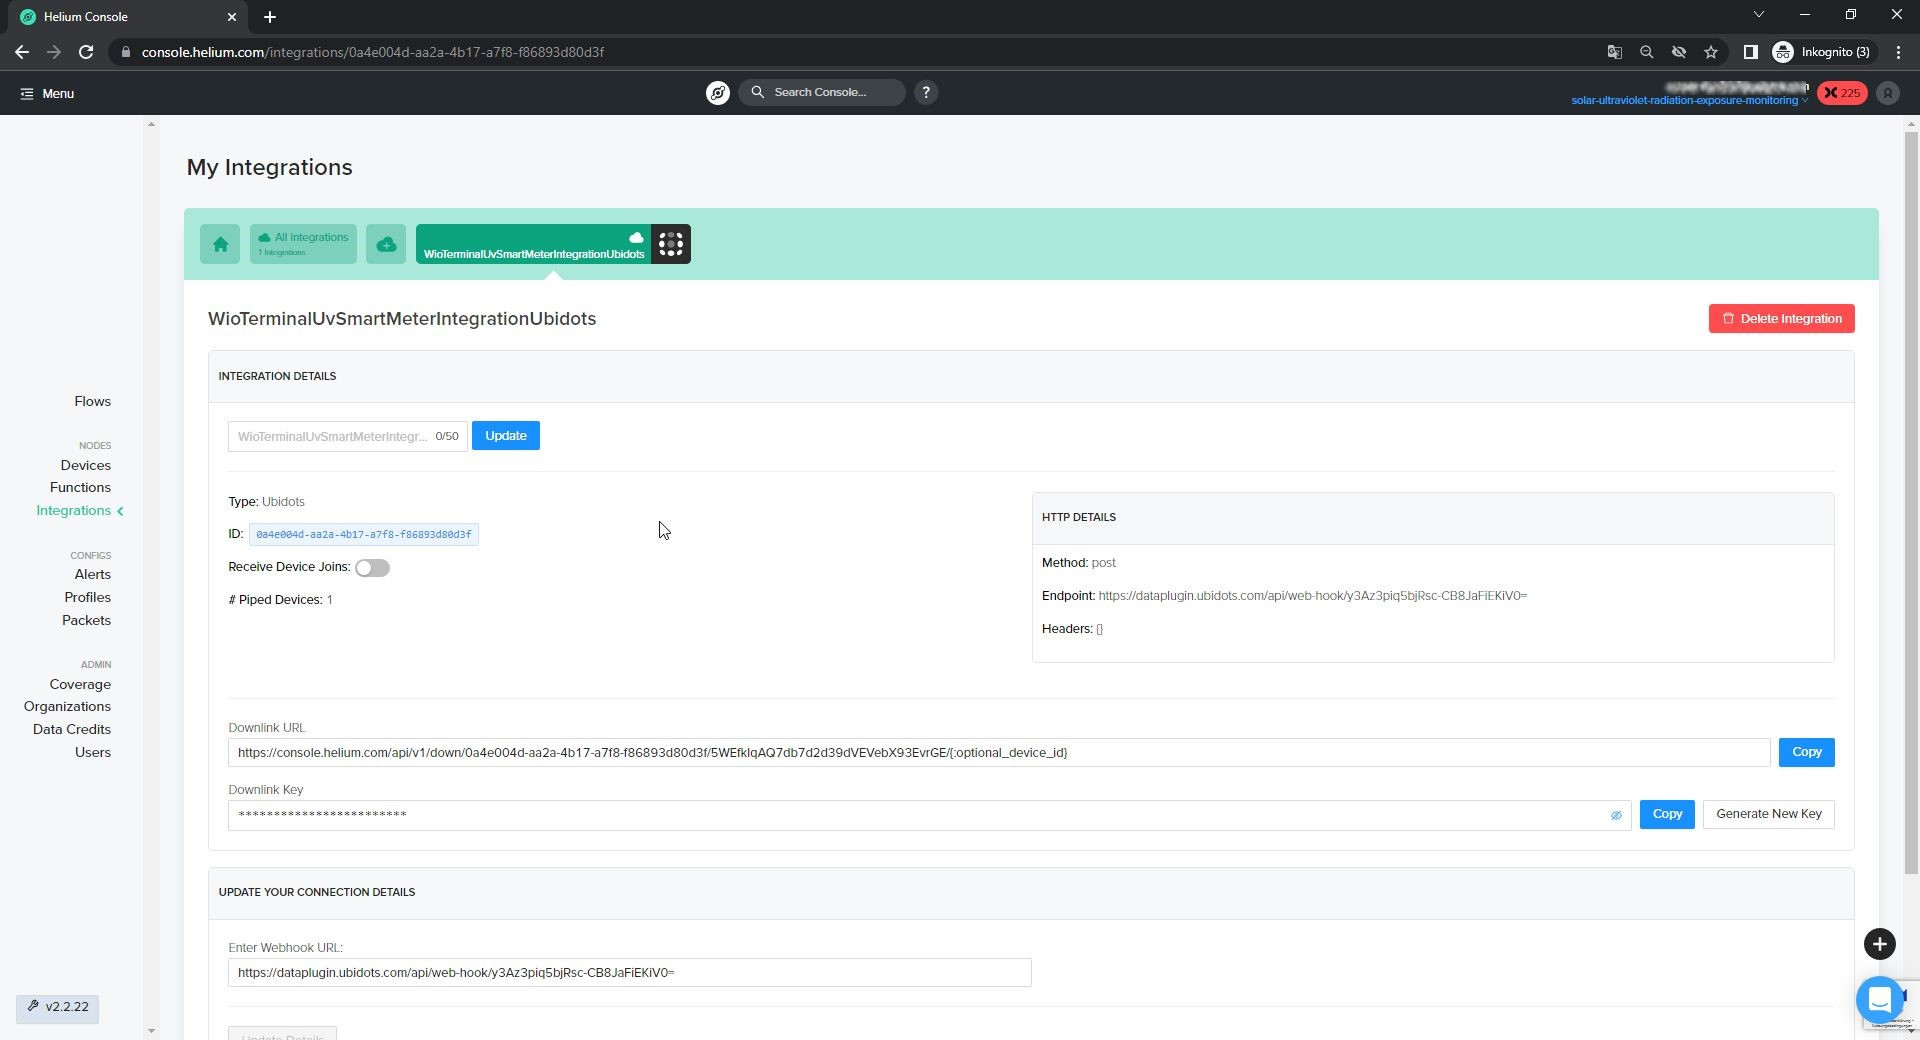 Helium Console
console.helium.com/integrations/0a4e004d-aa2a-4b17-a7f8-f86893d80d3f
Inkognito (3)
Menu
Search Console...
?
solar-ultraviolet-radiation-exposure-monitoring
225
My Integrations
All Integrations
1 Integrations
WioTerminalUvSmartMeterIntegrationUbidots
WioTerminalUvSmartMeterIntegrationUbidots
Delete Integration
INTEGRATION DETAILS
WioTerminalUvSmartMeterIntegr... 0/50
Update
Type: Ubidots
ID: 0a4e004d-aa2a-4b17-a7f8-f86893d80d3f
Receive Device Joins:
# Piped Devices: 1
HTTP DETAILS
Method: post
Endpoint: https://dataplugin.ubidots.com/api/web-hook/y3Az3piq5bjRsc-CB8JaFiEKiV0=
Headers: {}
Downlink URL
https://console.helium.com/api/v1/down/0a4e004d-aa2a-4b17-a7f8-f86893d80d3f/5WEfklqAQ7db7d2d39dVEVebX93EvrGE/{:optional_device_id}
Copy
Downlink Key
************************
Copy
Generate New Key
UPDATE YOUR CONNECTION DETAILS
Enter Webhook URL:
https://dataplugin.ubidots.com/api/web-hook/y3Az3piq5bjRsc-CB8JaFiEKiV0=
Update Details
Flows
NODES
Devices
Functions
Integrations
CONFIGS
Alerts
Profiles
Packets
ADMIN
Coverage
Organizations
Data Credits
Users
v2.2.22